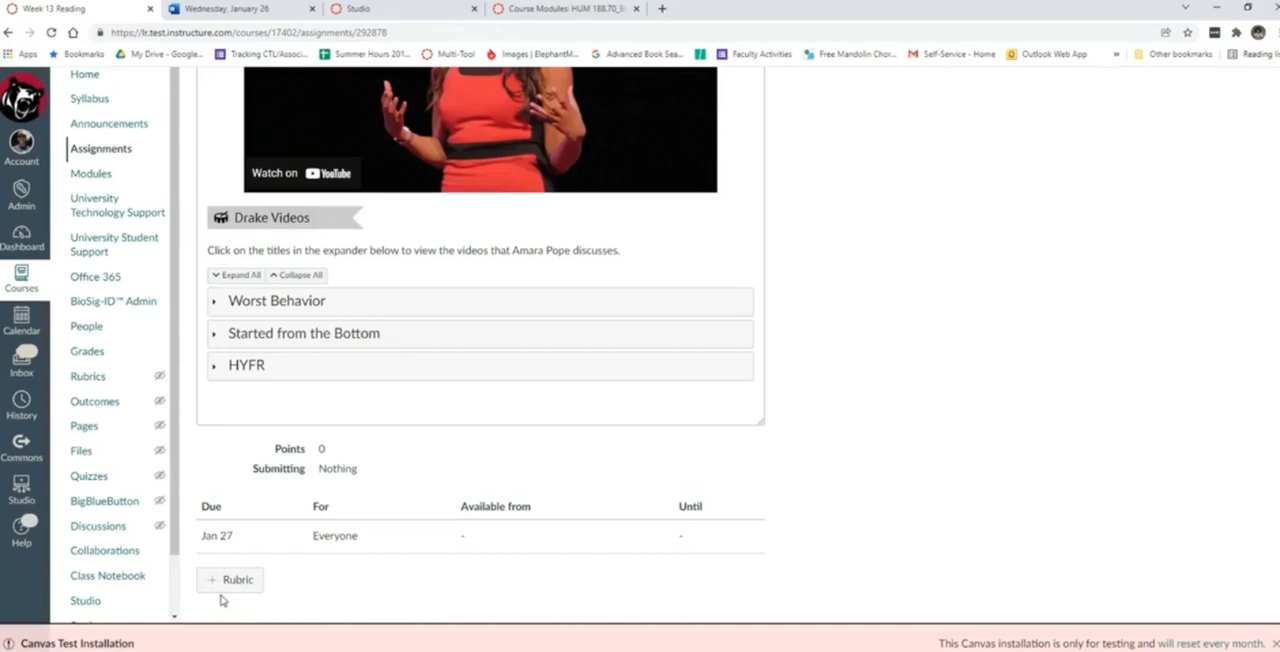 Week 13 Reading
Wednesday, January 26
Studio
https://lr.test.instructure.com/courses/17402/assignments/292878
Apps
Bookmarks
My Drive - Google...
Tracking CTL/Associ...
Summer Hours 201...
Multi-Tool
Images | ElephantM...
Advanced Book Sea...
Faculty Activities
Free Mandolin Chor...
Self-Service - Home
Outlook Web App
»
Other bookmarks
Account
Admin
Dashboard
Courses
Calendar
Inbox
History
Commons
Studio
Help
Home
Syllabus
Announcements
Assignments
Modules
University
Technology Support
University Student
Support
Office 365
BioSig-ID™ Admin
People
Grades
Rubrics
Outcomes
Pages
Files
Quizzes
BigBlueButton
Discussions
Collaborations
Class Notebook
Studio
Watch on YouTube
Drake Videos
Click on the titles in the expander below to view the videos that Amara Pope discusses.
Expand All Collapse All
Worst Behavior
Started from the Bottom
HYFR
Points 0
Submitting Nothing
Due For Available from Until
Jan 27 Everyone - -
+ Rubric
Canvas Test Installation
This Canvas installation is only for testing and will reset every month.